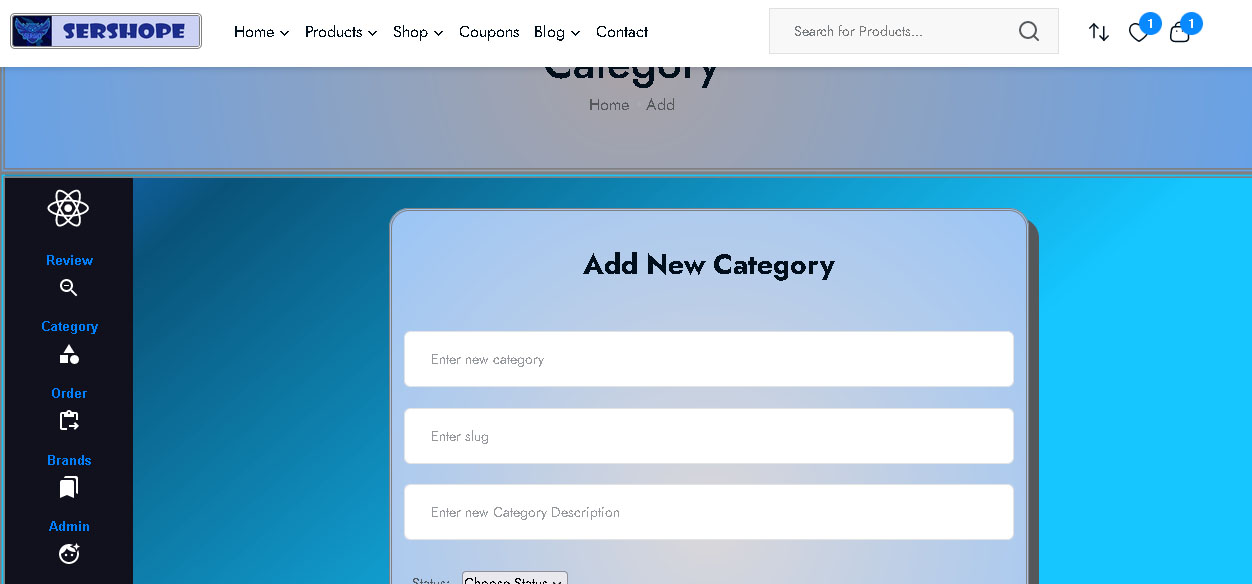 SERSHOPE
Home Products Shop Coupons Blog Contact
Search for Products...
1 1
Category
Home Add
Review
Category
Order
Brands
Admin
Add New Category
Enter new category
Enter slug
Enter new Category Description
Status: Choose Status